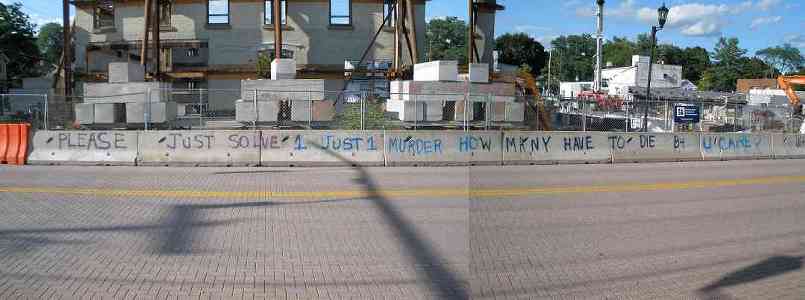 PLEASE JUST SOLVE 1 JUST 1 MURDER HOW MANY HAVE TO DIE B4 U CARE?